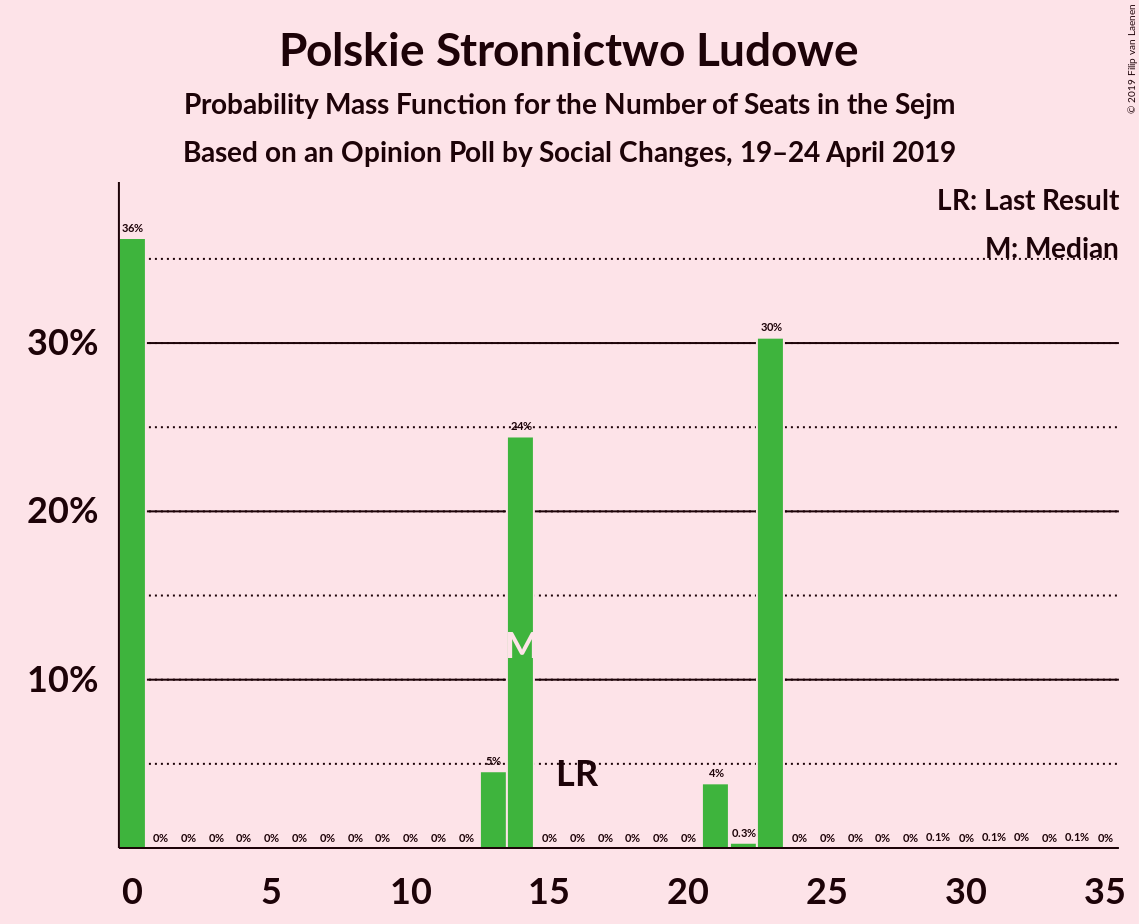 Polskie Stronnictwo Ludowe
Probability Mass Function for the Number of Seats in the Sejm
Based on an Opinion Poll by Social Changes, 19–24 April 2019
© 2019 Filip van Laenen
LR: Last Result
M: Median
36%
30%
30%
24%
20%
M
10%
5%
LR
4%
0.3%
0% 0% 0% 0% 0% 0% 0% 0% 0% 0% 0% 0% 0% 0% 0% 0% 0% 0% 0% 0% 0% 0% 0% 0.1% 0% 0.1% 0% 0% 0.1% 0%
0 5 10 15 20 25 30 35